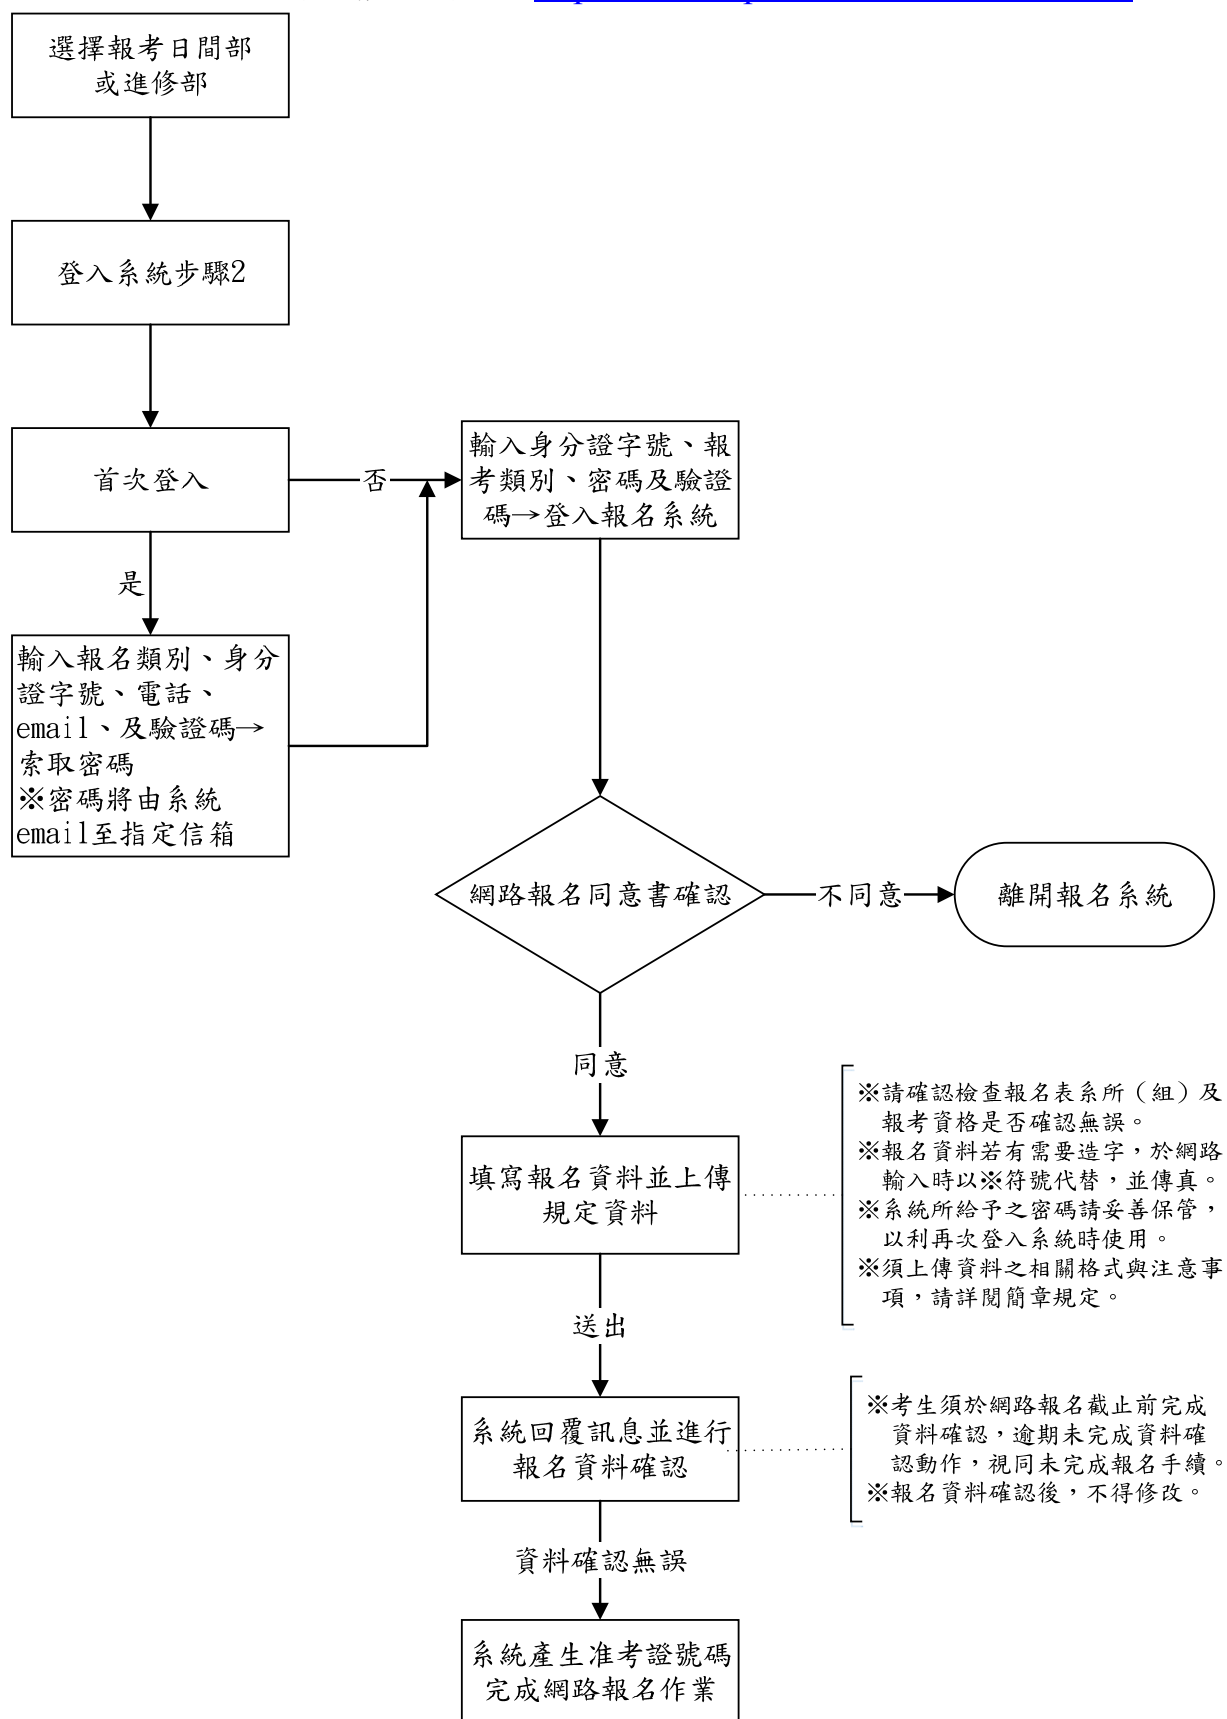 選擇報考日間部
或進修部
登入系統步驟2
首次登入
否
輸入身分證字號、報
考類別、密碼及驗證
碼→登入報名系統
是
輸入報名類別、身分
證字號、電話、
email、及驗證碼→
索取密碼
※密碼將由系統
email至指定信箱
網路報名同意書確認
不同意
離開報名系統
同意
填寫報名資料並上傳
規定資料
※請確認檢查報名表系所（組）及
報考資格是否確認無誤。
※報名資料若有需要造字，於網路
輸入時以※符號代替，並傳真。
※系統所給予之密碼請妥善保管，
以利再次登入系統時使用。
※須上傳資料之相關格式與注意事
項，請詳閱簡章規定。
送出
系統回覆訊息並進行
報名資料確認
※考生須於網路報名截止前完成
資料確認，逾期未完成資料確
認動作，視同未完成報名手續。
※報名資料確認後，不得修改。
資料確認無誤
系統產生准考證號碼
完成網路報名作業